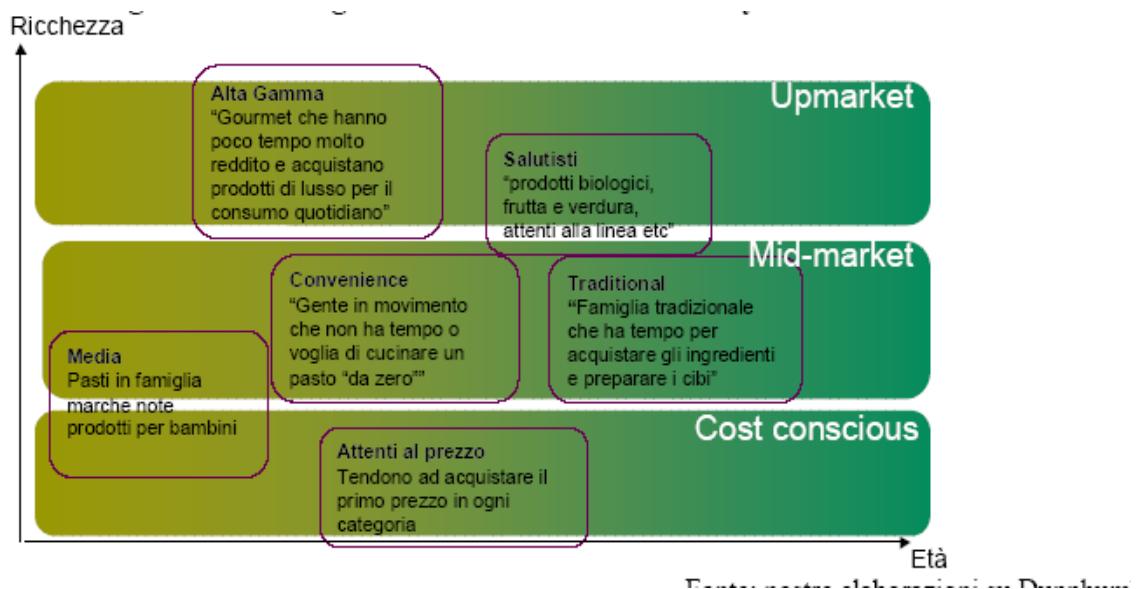 Ricchezza
Upmarket
Alta Gamma
“Gourmet che hanno
poco tempo molto
reddito e acquistano
prodotti di lusso per il
consumo quotidiano”
Salutisti
“prodotti biologici,
frutta e verdura,
attenti alla linea etc”
Mid-market
Convenience
“Gente in movimento
che non ha tempo o
voglia di cucinare un
pasto “da zero””
Traditional
“Famiglia tradizionale
che ha tempo per
acquistare gli ingredienti
e preparare i cibi”
Media
Pasti in famiglia
marche note
prodotti per bambini
Cost conscious
Attenti al prezzo
Tendono ad acquistare il
primo prezzo in ogni
categoria
Età
Fonte: nostre elaborazioni su